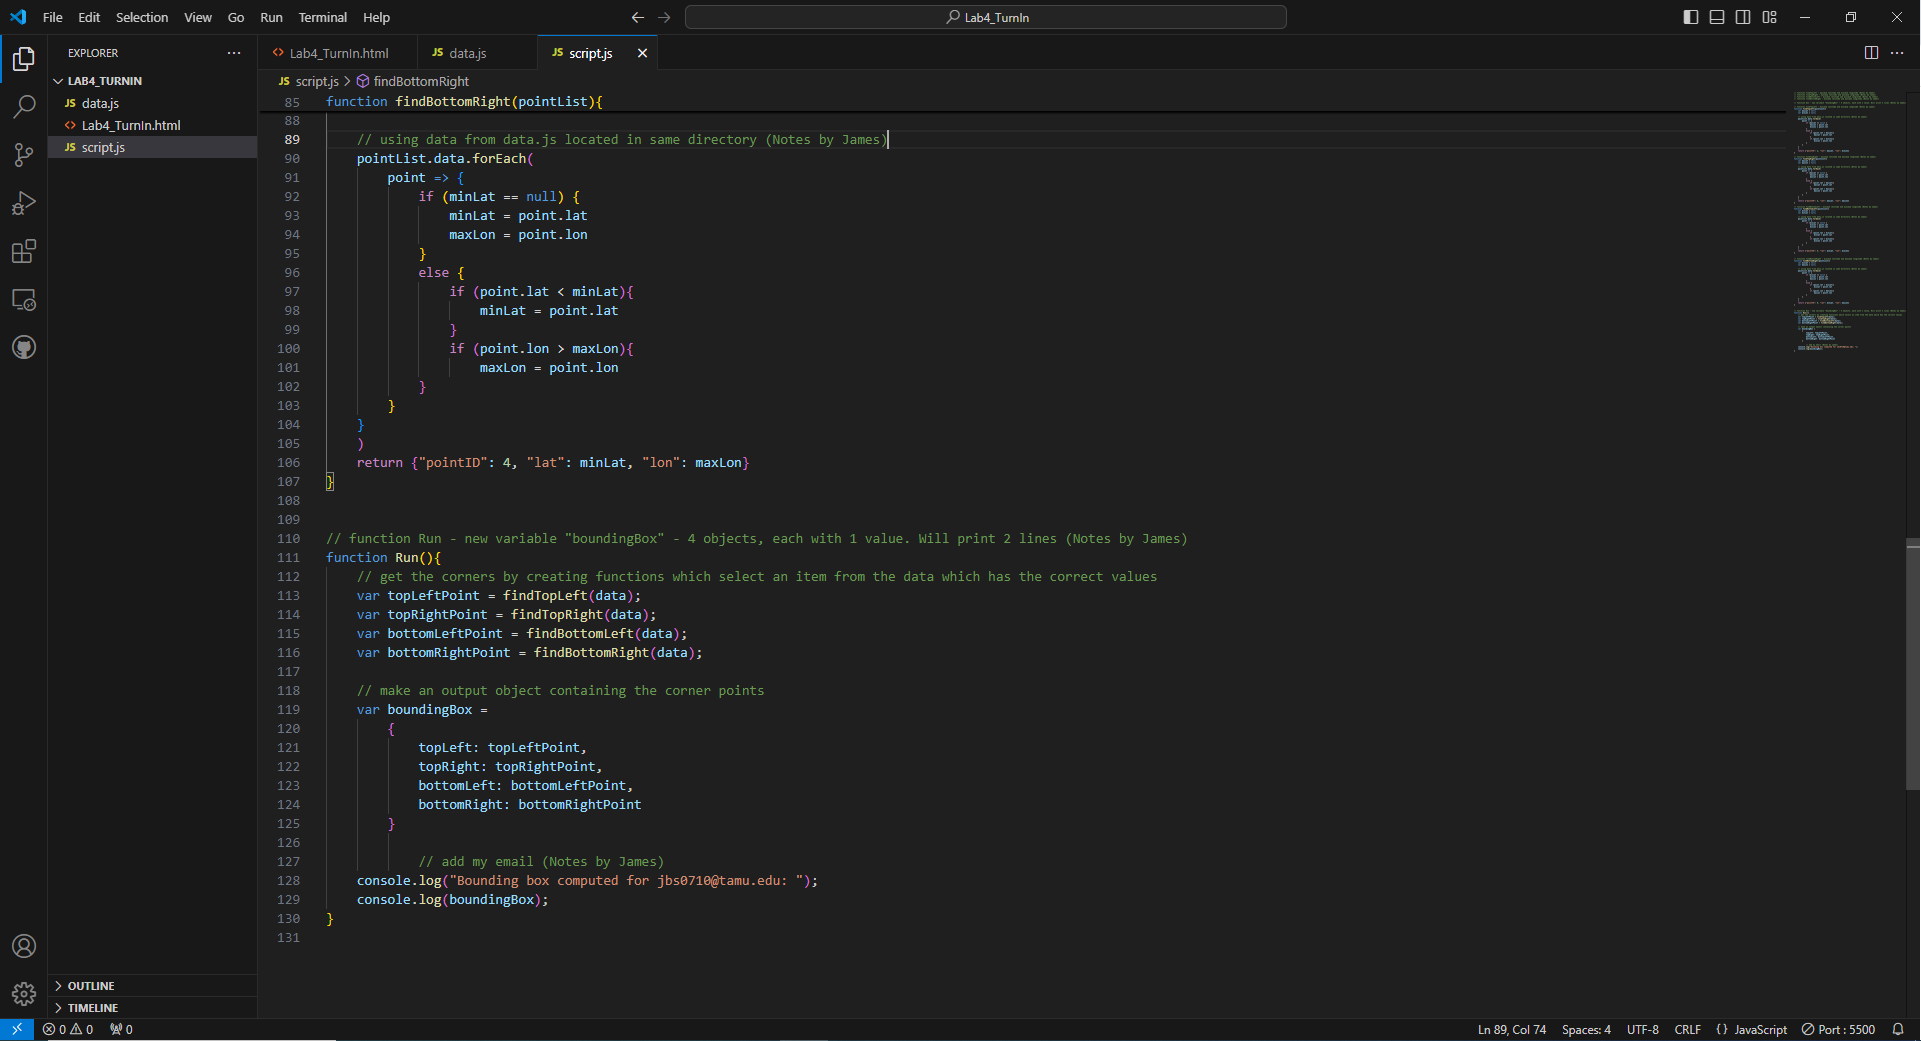 File Edit Selection View Go Run Terminal Help
Lab4_TurnIn
EXPLORER
LAB4_TURNIN
JS data.js
<> Lab4_TurnIn.html
JS script.js
OUTLINE
TIMELINE
<> Lab4_TurnIn.html JS data.js JS script.js
JS script.js > findBottomRight
85 function findBottomRight(pointList){
88
89 // using data from data.js located in same directory (Notes by James)
90 pointList.data.forEach(
91 point => {
92 if (minLat == null) {
93 minLat = point.lat
94 maxLon = point.lon
95 }
96 else {
97 if (point.lat < minLat){
98 minLat = point.lat
99 }
100 if (point.lon > maxLon){
101 maxLon = point.lon
102 }
103 }
104 }
105 )
106 return {"pointID": 4, "lat": minLat, "lon": maxLon}
107 }
108
109
110 // function Run - new variable "boundingBox" - 4 objects, each with 1 value. Will print 2 lines (Notes by James)
111 function Run(){
112 // get the corners by creating functions which select an item from the data which has the correct values
113 var topLeftPoint = findTopLeft(data);
114 var topRightPoint = findTopRight(data);
115 var bottomLeftPoint = findBottomLeft(data);
116 var bottomRightPoint = findBottomRight(data);
117
118 // make an output object containing the corner points
119 var boundingBox =
120 {
121 topLeft: topLeftPoint,
122 topRight: topRightPoint,
123 bottomLeft: bottomLeftPoint,
124 bottomRight: bottomRightPoint
125 }
126
127 // add my email (Notes by James)
128 console.log("Bounding box computed for jbs0710@tamu.edu: ");
129 console.log(boundingBox);
130 }
131
0 0 0 Ln 89, Col 74 Spaces: 4 UTF-8 CRLF {} JavaScript Port : 5500